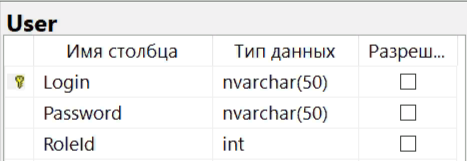 User
Имя столбца Тип данных Разреш...
Login nvarchar(50)
Password nvarchar(50)
RoleId int